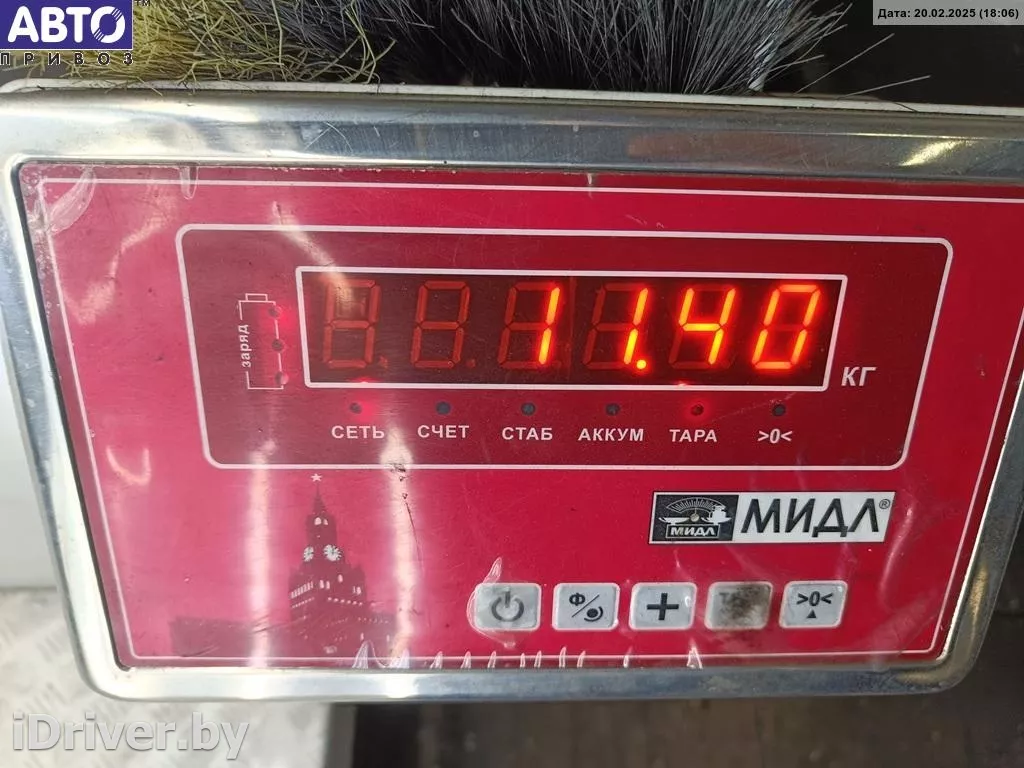 АВТО™
ПРИВОЗ
Дата: 20.02.2025 (18:06)
заряд
11.40
КГ
СЕТЬ СЧЕТ СТАБ АККУМ ТАРА >0<
МИДЛ
МИДЛ®
Ф
+
>0<
iDriver.by